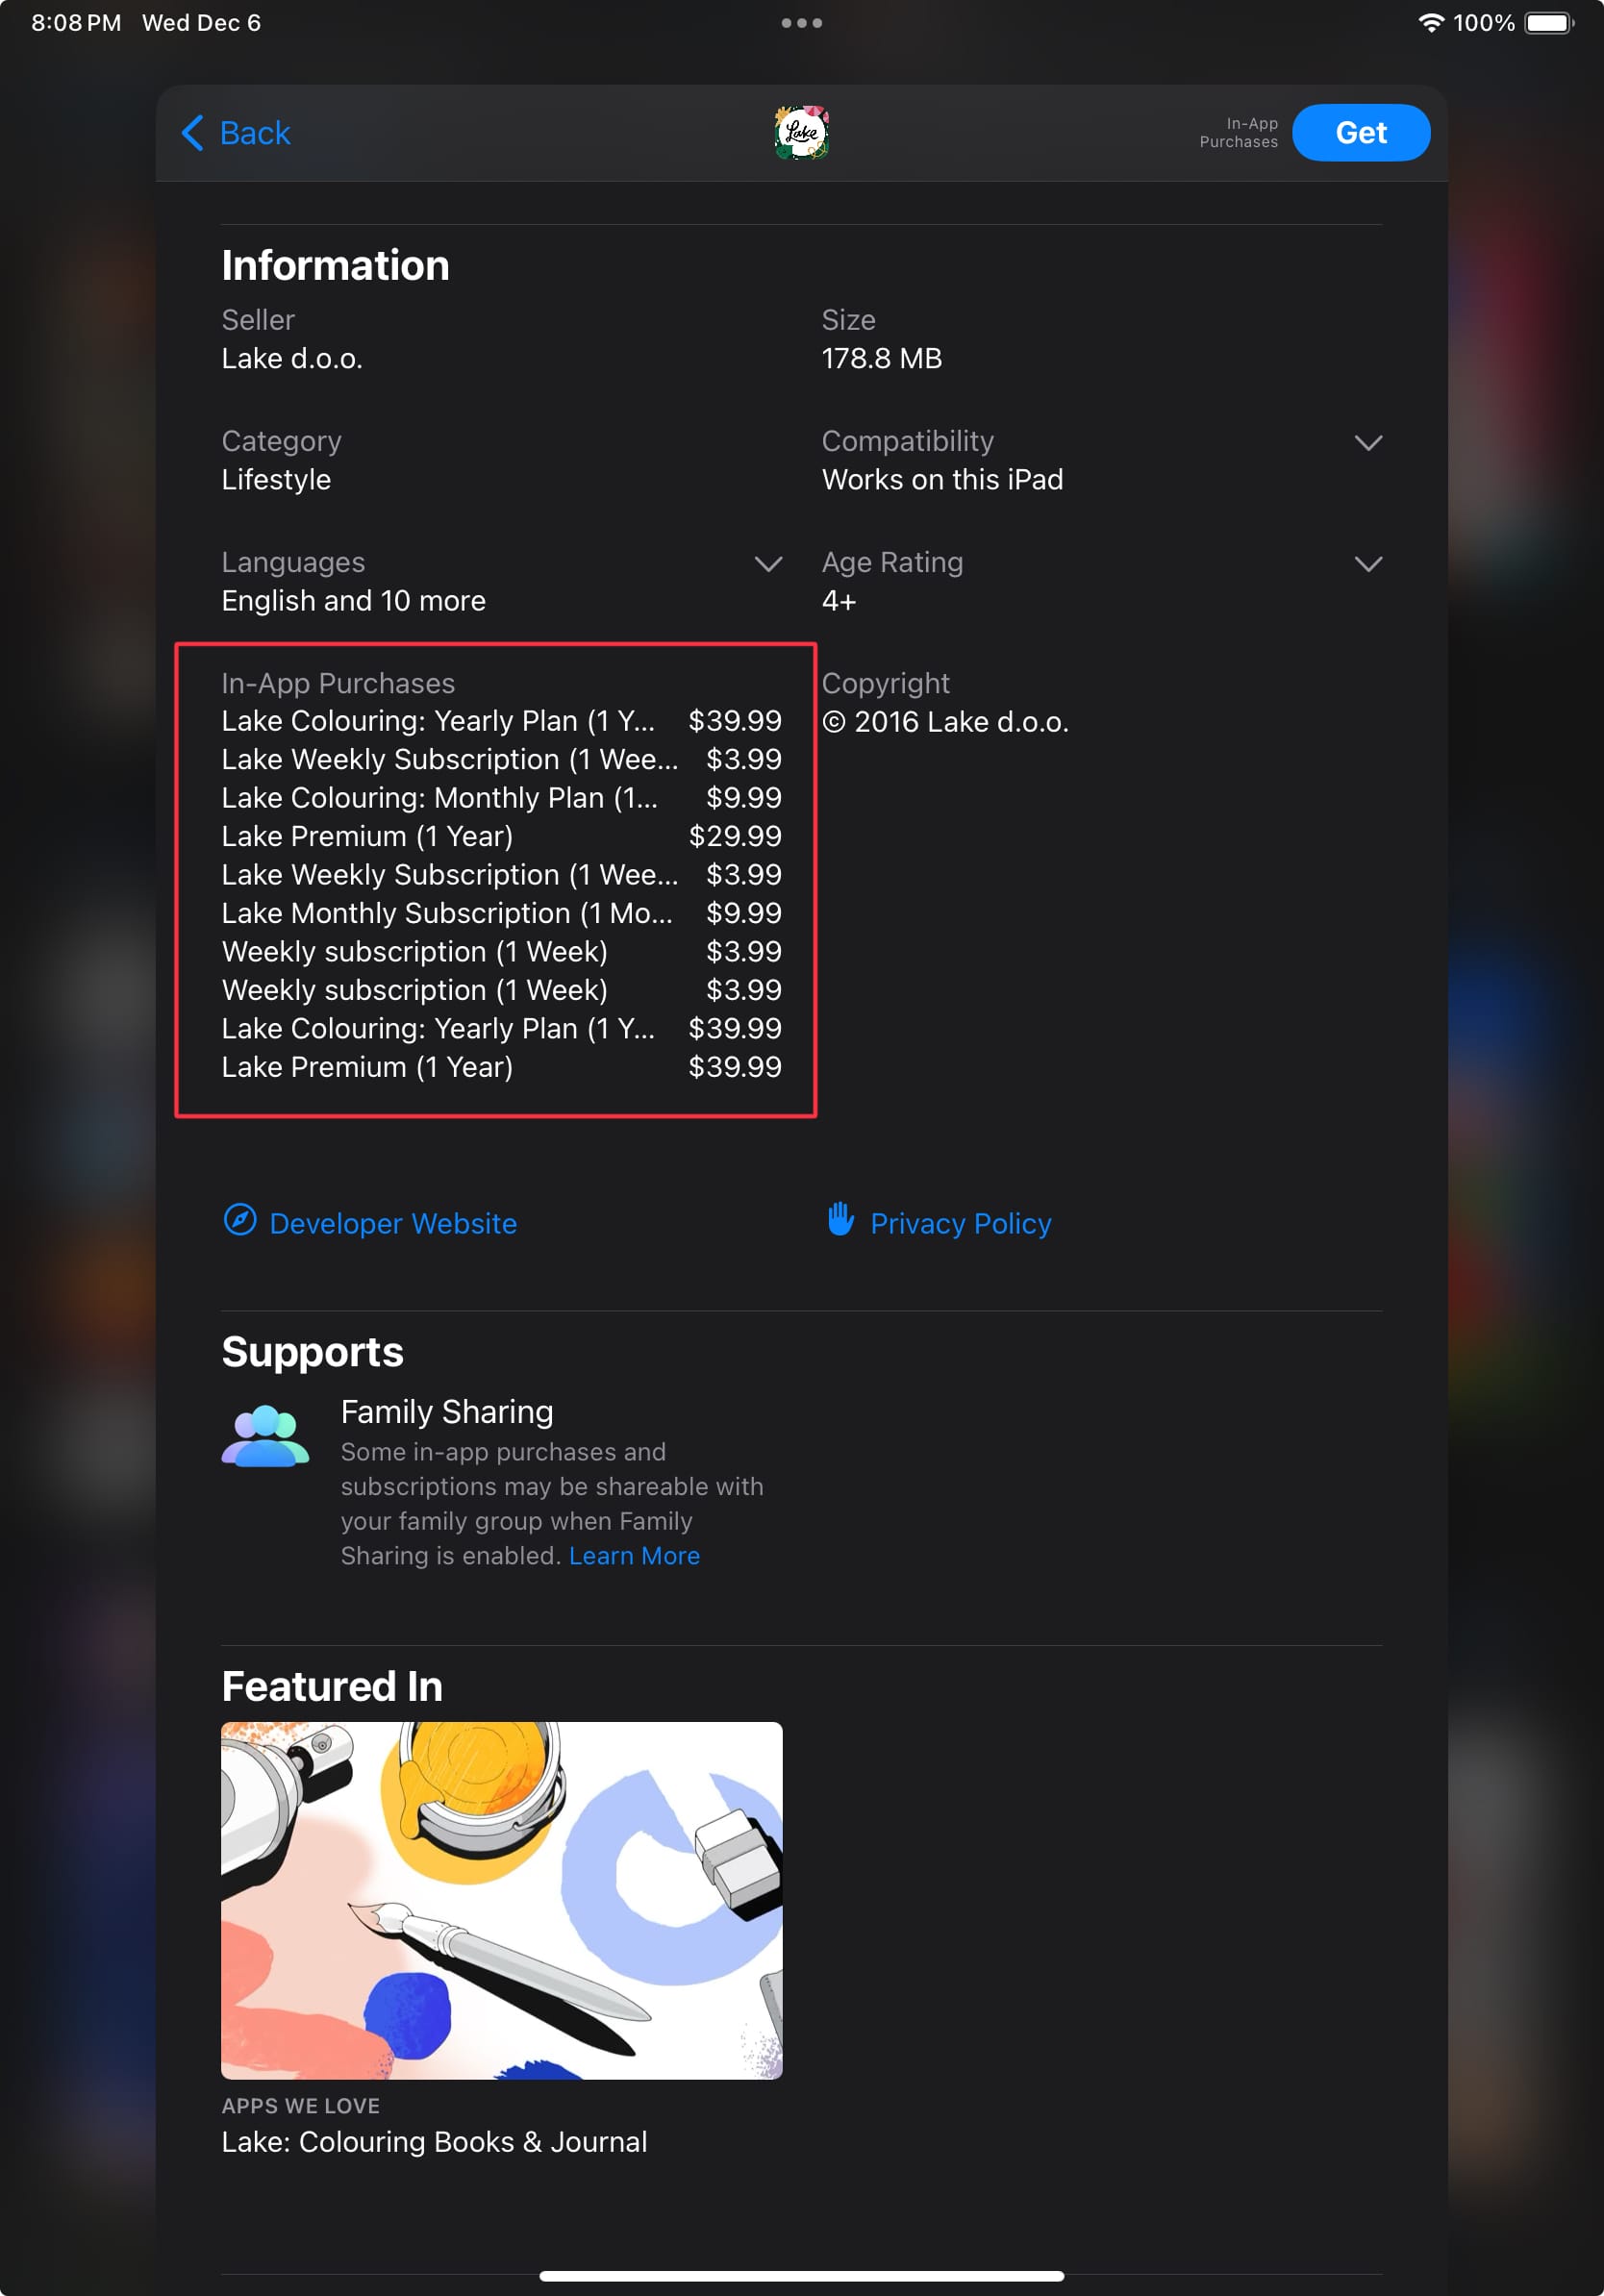 8:08 PM Wed Dec 6
100%
Back
Lake
In-App
Purchases
Get
Information
Seller
Lake d.o.o.
Size
178.8 MB
Category
Lifestyle
Compatibility
Works on this iPad
Languages
English and 10 more
Age Rating
4+
In-App Purchases
Lake Colouring: Yearly Plan (1 Y... $39.99
Lake Weekly Subscription (1 Wee... $3.99
Lake Colouring: Monthly Plan (1... $9.99
Lake Premium (1 Year) $29.99
Lake Weekly Subscription (1 Wee... $3.99
Lake Monthly Subscription (1 Mo... $9.99
Weekly subscription (1 Week) $3.99
Weekly subscription (1 Week) $3.99
Lake Colouring: Yearly Plan (1 Y... $39.99
Lake Premium (1 Year) $39.99
Copyright
© 2016 Lake d.o.o.
Developer Website
Privacy Policy
Supports
Family Sharing
Some in-app purchases and
subscriptions may be shareable with
your family group when Family
Sharing is enabled. Learn More
Featured In
APPS WE LOVE
Lake: Colouring Books & Journal